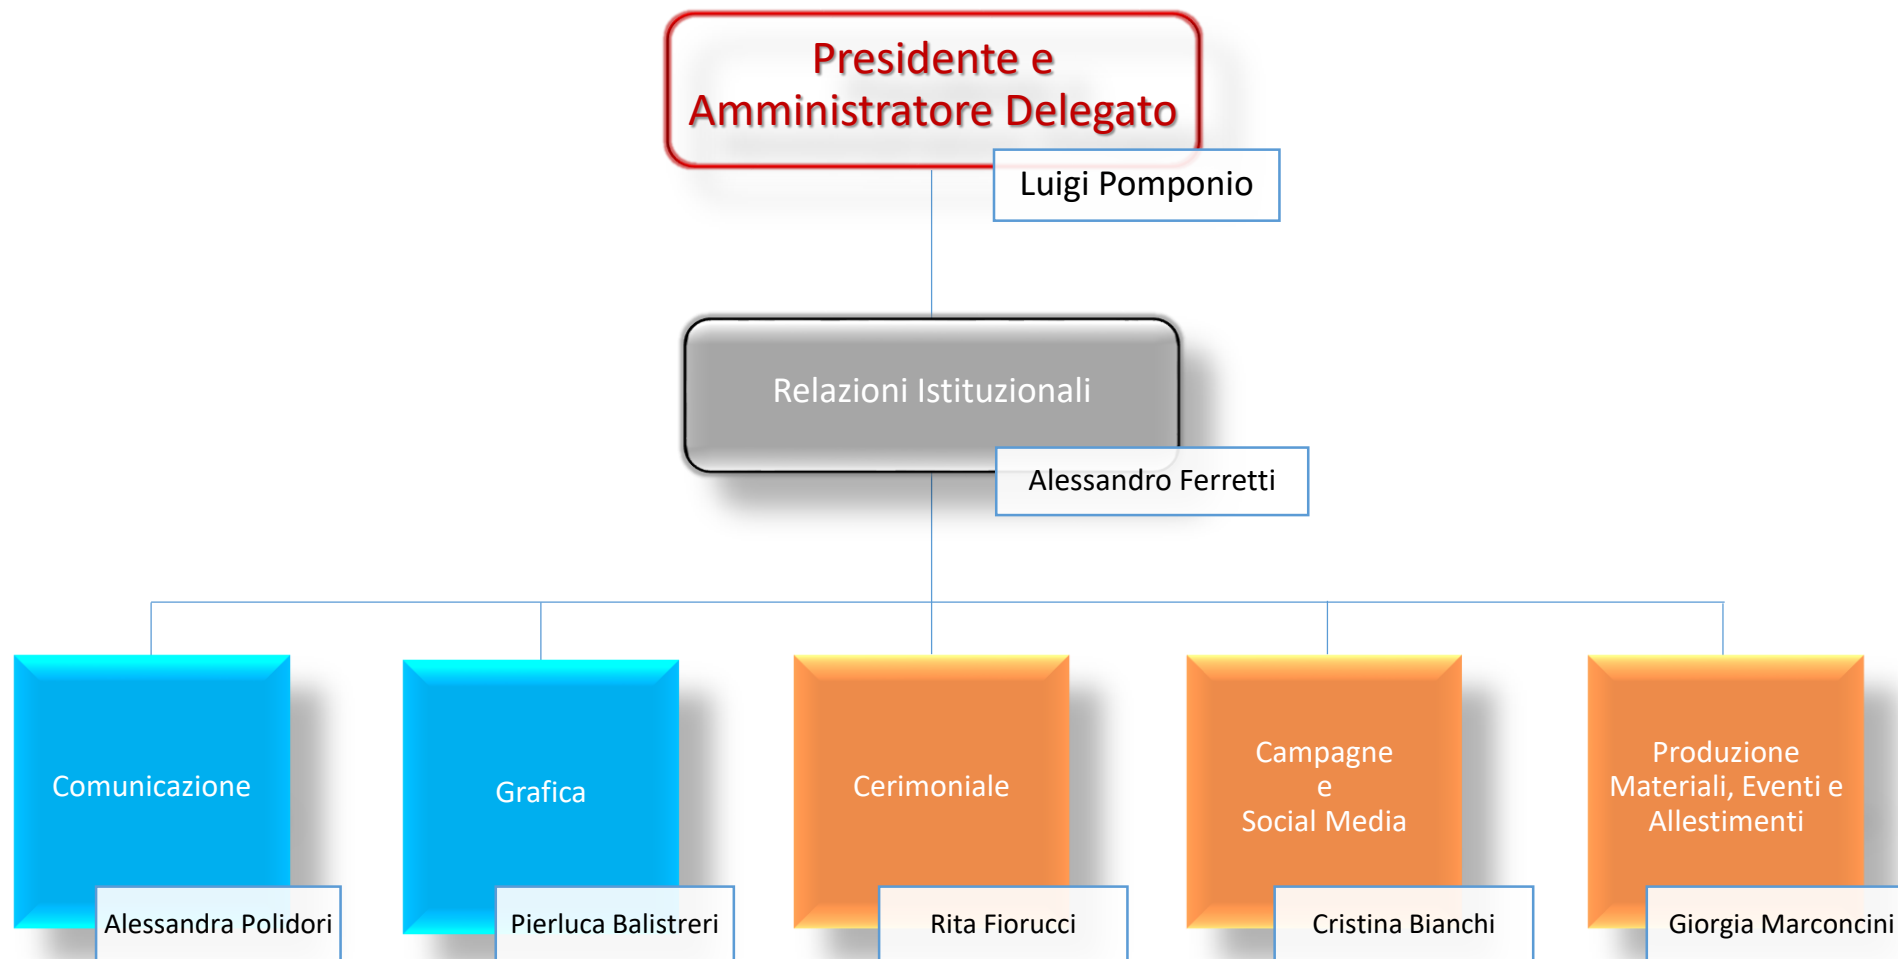 Presidente e
Amministratore Delegato
Luigi Pomponio
Relazioni Istituzionali
Alessandro Ferretti
Comunicazione
Alessandra Polidori
Grafica
Pierluca Balistreri
Cerimoniale
Rita Fiorucci
Campagne
e
Social Media
Cristina Bianchi
Produzione
Materiali, Eventi e
Allestimenti
Giorgia Marconcini